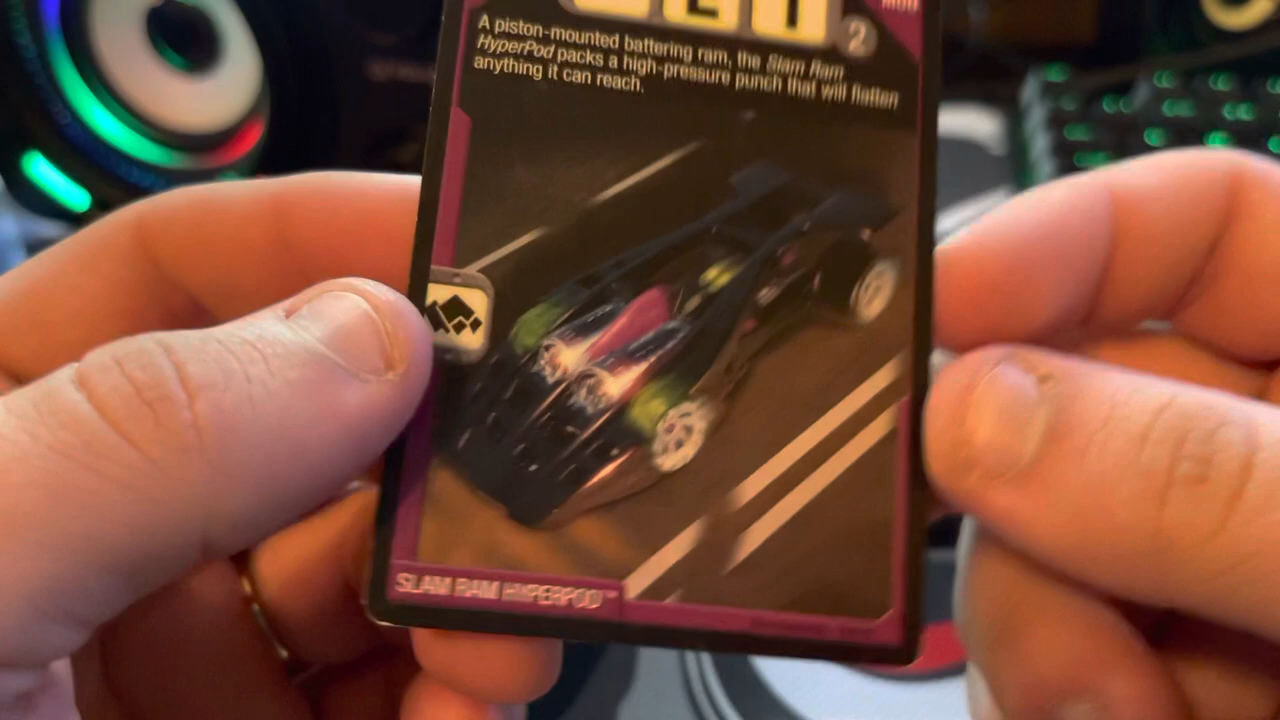 MOD
2
A piston-mounted battering ram, the Slam Ram
HyperPod packs a high-pressure punch that will flatten
anything it can reach.
SLAM RAM HYPERPOD™